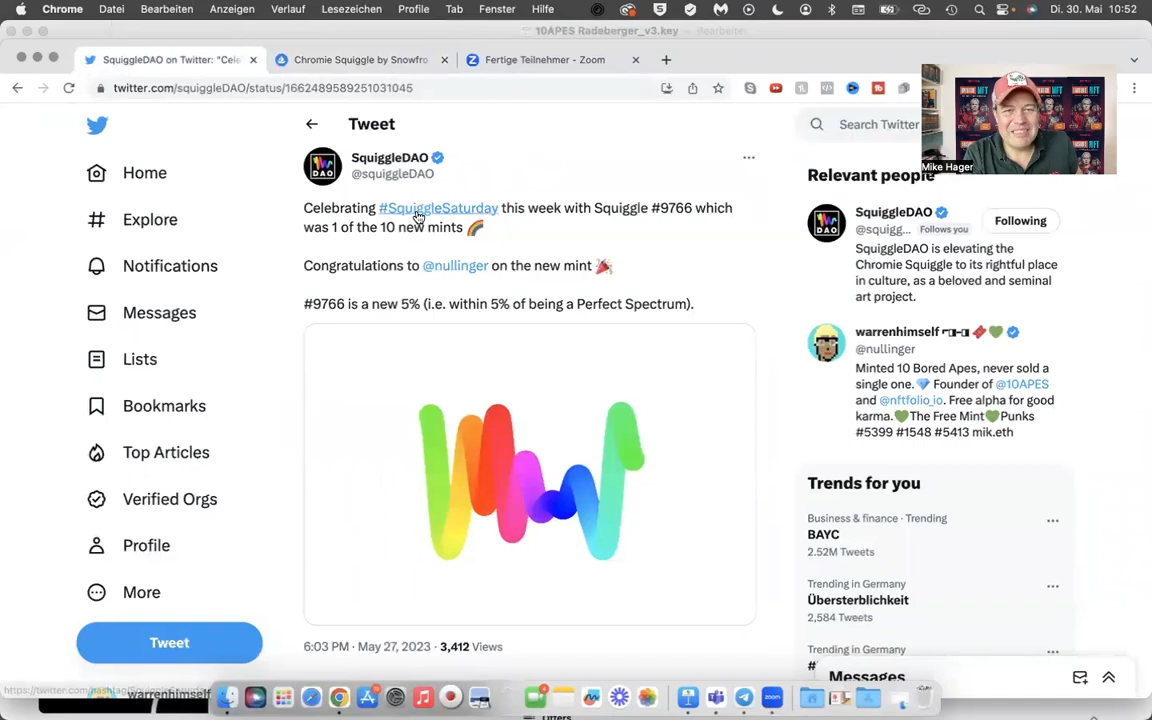 Chrome Datei Bearbeiten Anzeigen Verlauf Lesezeichen Profile Tab Fenster Hilfe Di. 30. Mai 10:52
10APES Radeberger_v3.key — Bearbeitet
SquiggleDAO on Twitter: "Cele
Chromie Squiggle by Snowfro
Fertige Teilnehmer - Zoom
twitter.com/squiggleDAO/status/1662489589251031045
Mike Hager
Home
Explore
Notifications
Messages
Lists
Bookmarks
Top Articles
Verified Orgs
Profile
More
Tweet
Tweet
SquiggleDAO
@squiggleDAO
Celebrating #SquiggleSaturday this week with Squiggle #9766 which
was 1 of the 10 new mints 🌈
Congratulations to @nullinger on the new mint 🎉
#9766 is a new 5% (i.e. within 5% of being a Perfect Spectrum).
6:03 PM · May 27, 2023 · 3,412 Views
Search Twitter
Relevant people
SquiggleDAO
@squigg... Follows you
Following
SquiggleDAO is elevating the
Chromie Squiggle to its rightful place
in culture, as a beloved and seminal
art project.
warrenhimself
@nullinger
Minted 10 Bored Apes, never sold a
single one.💎 Founder of @10APES
and @nftfolio_io. Free alpha for good
karma.💚The Free Mint💚Punks
#5399 #1548 #5413 mik.eth
Trends for you
Business & finance · Trending
BAYC
2.52M Tweets
Trending in Germany
Übersterblichkeit
2,584 Tweets
Trending in Germany
Messages
warrenhimself